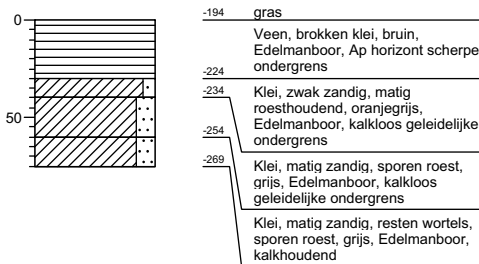 0
50
-194
gras
Veen, brokken klei, bruin,
Edelmanboor, Ap horizont scherpe
ondergrens
-224
-234
Klei, zwak zandig, matig
roesthoudend, oranjegrijs,
Edelmanboor, kalkloos geleidelijke
ondergrens
-254
Klei, matig zandig, sporen roest,
grijs, Edelmanboor, kalkloos
geleidelijke ondergrens
-269
Klei, matig zandig, resten wortels,
sporen roest, grijs, Edelmanboor,
kalkhoudend